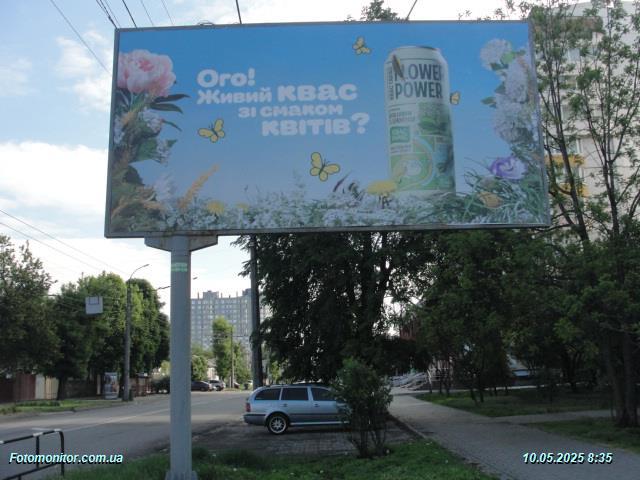 Ого!
Живий квас
зі смаком
квітів?
FLOWER
POWER
Fotomonitor.com.ua
10.05.2025 8:35